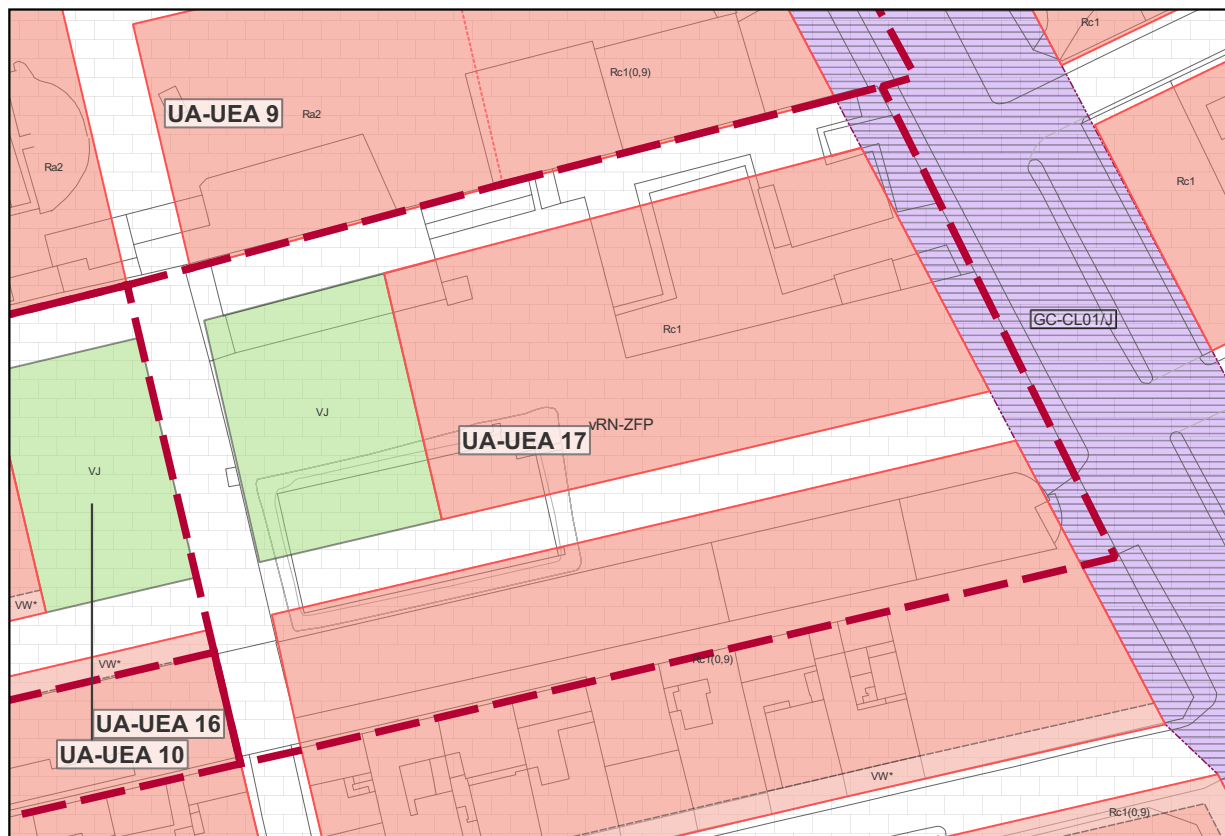 Rc1
Rc1(0,9)
UA-UEA 9
Ra2
Ra2
Rc1
GC-CL01/J
Rc1
VJ
vRN-ZFP
UA-UEA 17
VJ
VW*
VW*
Rc1(0,9)
UA-UEA 16
UA-UEA 10
VW*
Rc1(0,9)